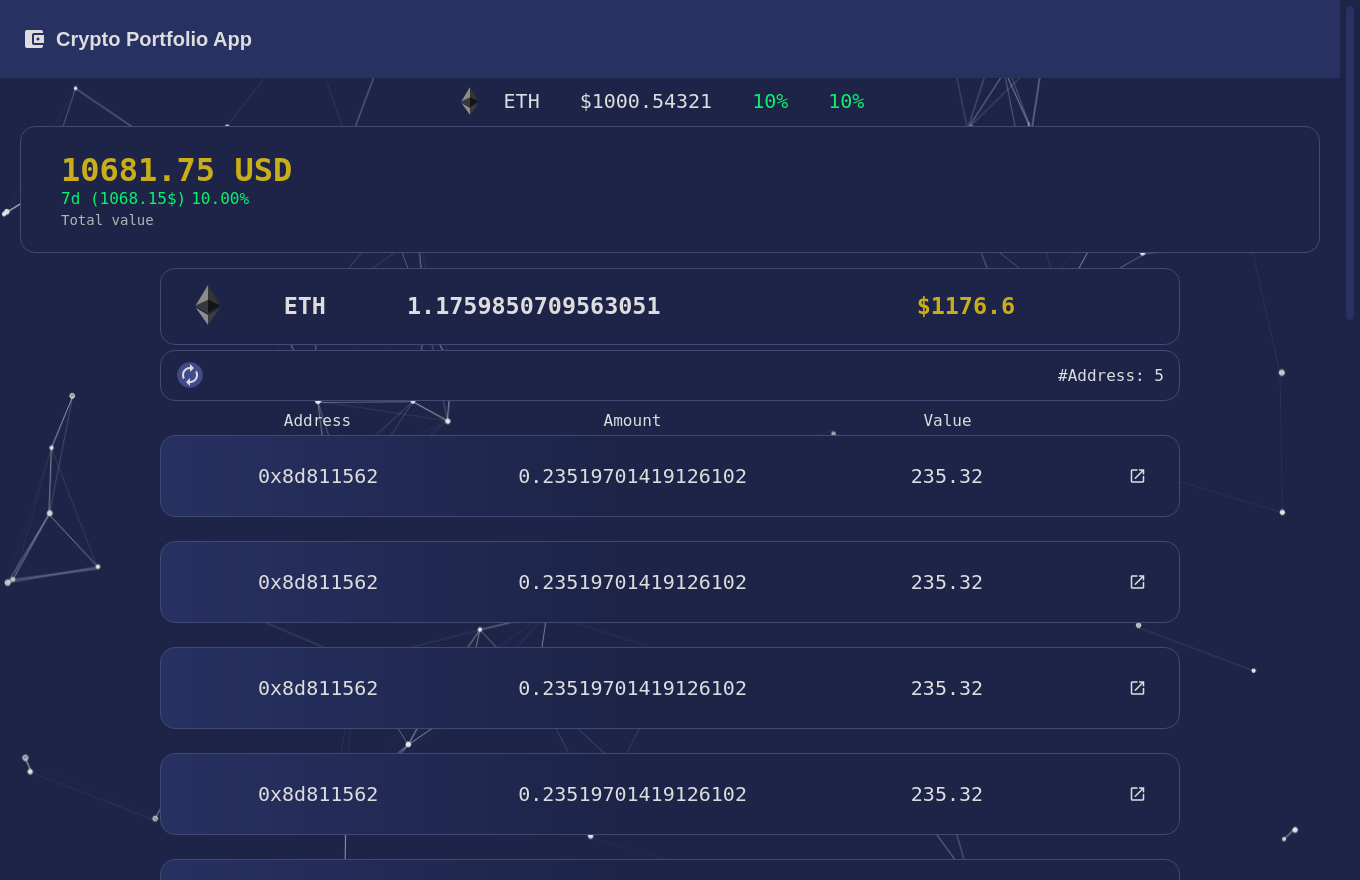 Crypto Portfolio App
ETH $1000.54321 10% 10%
10681.75 USD
7d (1068.15$) 10.00%
Total value
ETH 1.1759850709563051 $1176.6
#Address: 5
Address Amount Value
0x8d811562 0.23519701419126102 235.32
0x8d811562 0.23519701419126102 235.32
0x8d811562 0.23519701419126102 235.32
0x8d811562 0.23519701419126102 235.32